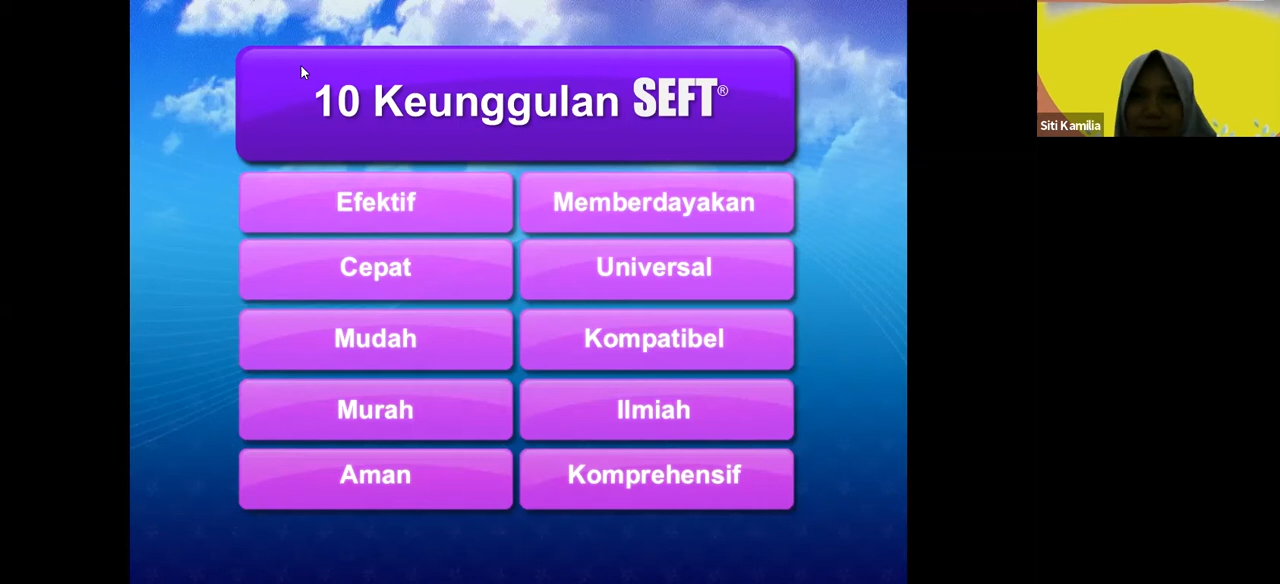 10 Keunggulan SEFT®
Efektif
Memberdayakan
Cepat
Universal
Mudah
Kompatibel
Murah
Ilmiah
Aman
Komprehensif
Siti Kamilia